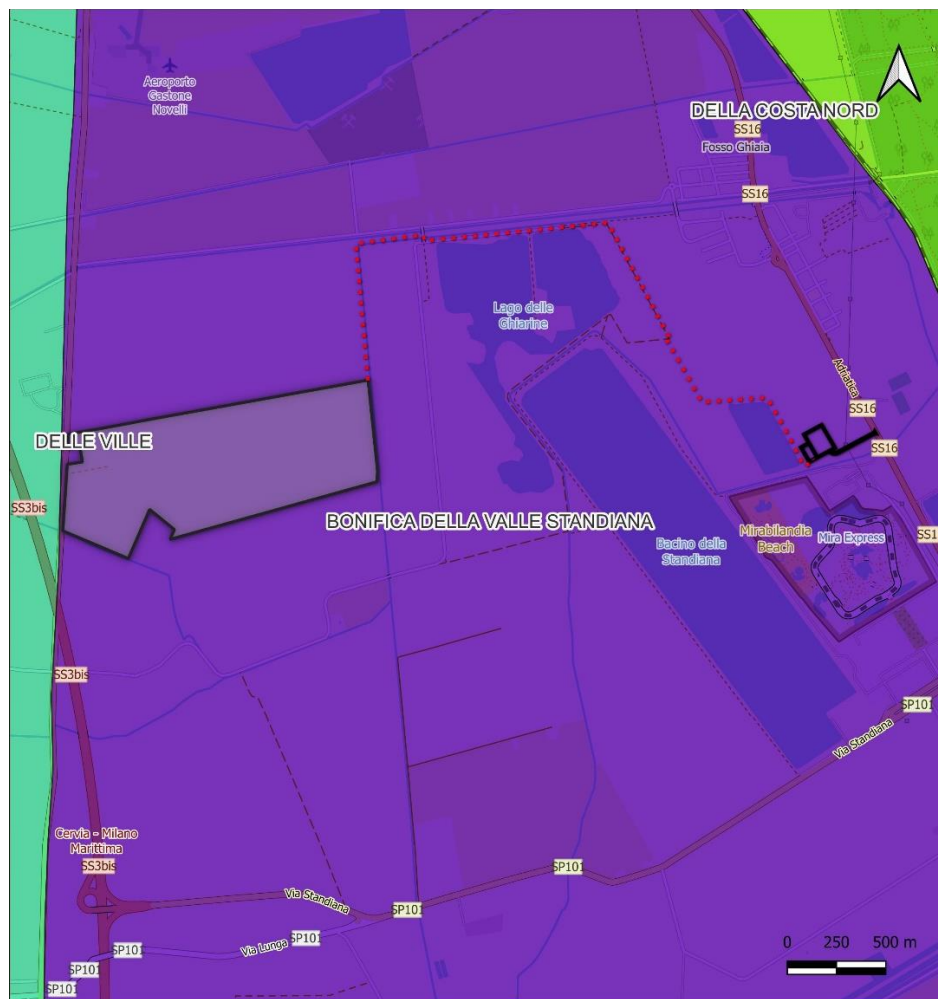 Aeroporto
Gastone
Novelli
DELLA COSTA NORD
SS16
Fosso Ghiaia
SS16
Lago delle
Ghiarine
Adriatica
SS16
SS16
DELLE VILLE
SS3bis
BONIFICA DELLA VALLE STANDIANA
Bacino della
Standiana
Mirabilandia
Beach
Mira Express
SS1
SS3bis
SP101
Via Standiana
Cervia - Milano
Marittima
SS3bis
SP101
Via Standiana
SP101
Via Lunga
SP101
SP101
SP101
SP101
0 250 500 m